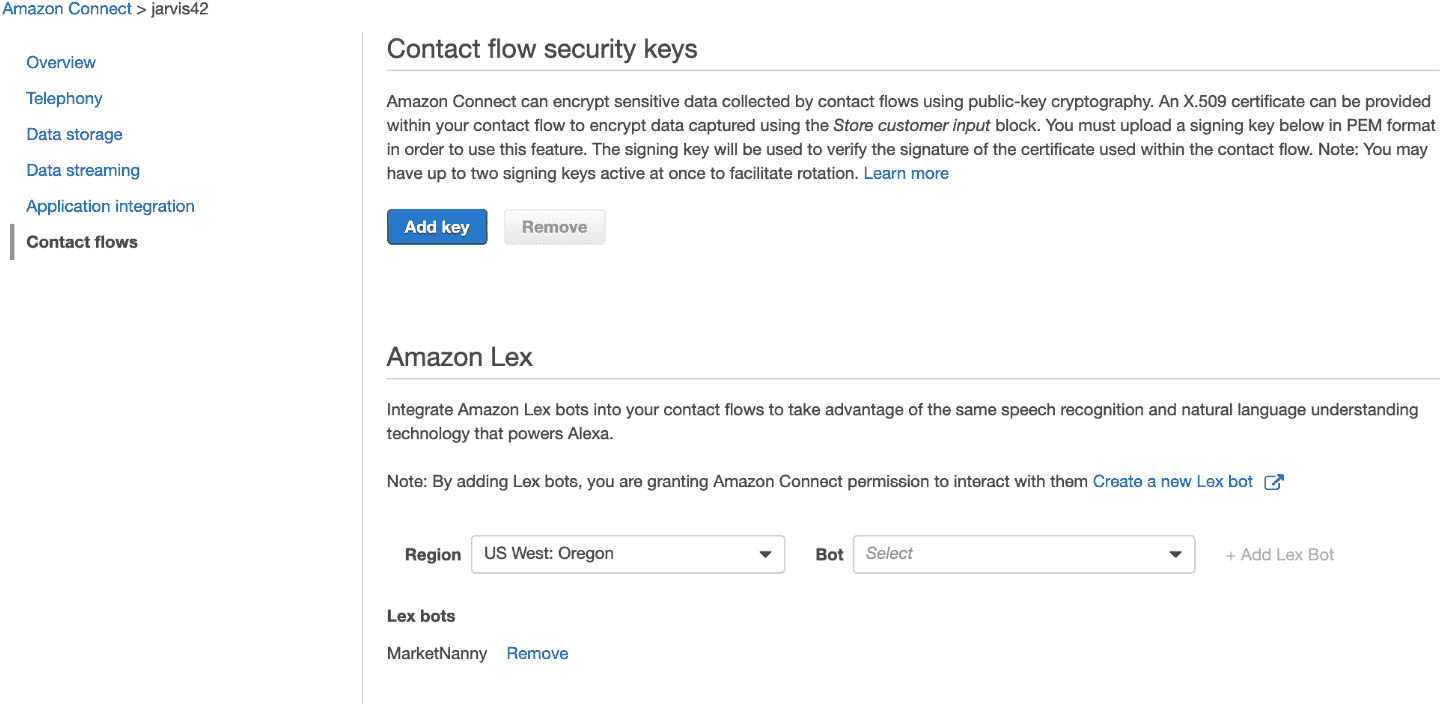 Amazon Connect > jarvis42
Overview
Telephony
Data storage
Data streaming
Application integration
Contact flows
Contact flow security keys
Amazon Connect can encrypt sensitive data collected by contact flows using public-key cryptography. An X.509 certificate can be provided
within your contact flow to encrypt data captured using the Store customer input block. You must upload a signing key below in PEM format
in order to use this feature. The signing key will be used to verify the signature of the certificate used within the contact flow. Note: You may
have up to two signing keys active at once to facilitate rotation. Learn more
Add key Remove
Amazon Lex
Integrate Amazon Lex bots into your contact flows to take advantage of the same speech recognition and natural language understanding
technology that powers Alexa.
Note: By adding Lex bots, you are granting Amazon Connect permission to interact with them Create a new Lex bot
Region US West: Oregon Bot Select + Add Lex Bot
Lex bots
MarketNanny Remove